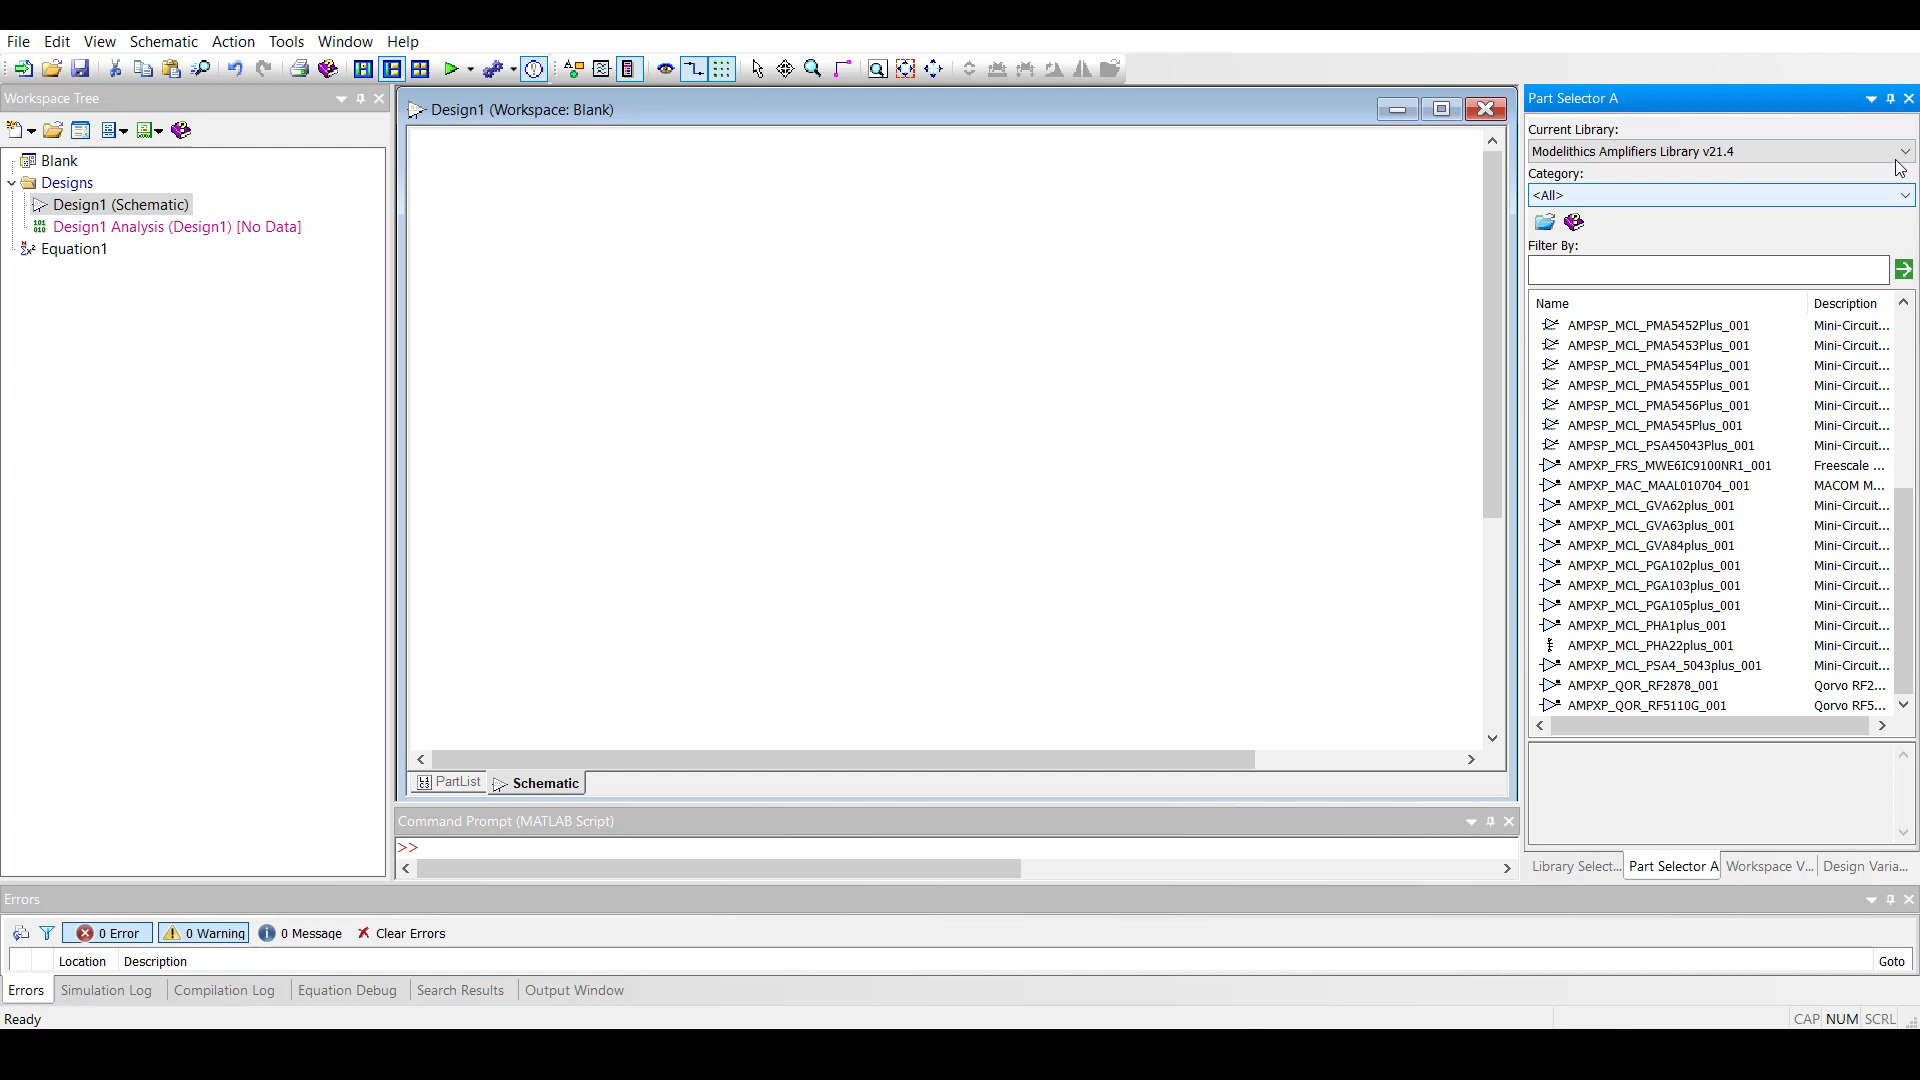 File Edit View Schematic Action Tools Window Help
Workspace Tree
Blank
Designs
Design1 (Schematic)
Design1 Analysis (Design1) [No Data]
Equation1
Design1 (Workspace: Blank)
PartList Schematic
Command Prompt (MATLAB Script)
>>
Part Selector A
Current Library:
Modelithics Amplifiers Library v21.4
Category:
<All>
Filter By:
Name Description
AMPSP_MCL_PMA5452Plus_001 Mini-Circuit...
AMPSP_MCL_PMA5453Plus_001 Mini-Circuit...
AMPSP_MCL_PMA5454Plus_001 Mini-Circuit...
AMPSP_MCL_PMA5455Plus_001 Mini-Circuit...
AMPSP_MCL_PMA5456Plus_001 Mini-Circuit...
AMPSP_MCL_PMA545Plus_001 Mini-Circuit...
AMPSP_MCL_PSA45043Plus_001 Mini-Circuit...
AMPXP_FRS_MWE6IC9100NR1_001 Freescale ...
AMPXP_MAC_MAAL010704_001 MACOM M...
AMPXP_MCL_GVA62plus_001 Mini-Circuit...
AMPXP_MCL_GVA63plus_001 Mini-Circuit...
AMPXP_MCL_GVA84plus_001 Mini-Circuit...
AMPXP_MCL_PGA102plus_001 Mini-Circuit...
AMPXP_MCL_PGA103plus_001 Mini-Circuit...
AMPXP_MCL_PGA105plus_001 Mini-Circuit...
AMPXP_MCL_PHA1plus_001 Mini-Circuit...
AMPXP_MCL_PHA22plus_001 Mini-Circuit...
AMPXP_MCL_PSA4_5043plus_001 Mini-Circuit...
AMPXP_QOR_RF2878_001 Qorvo RF2...
AMPXP_QOR_RF5110G_001 Qorvo RF5...
Library Select... Part Selector A Workspace V... Design Varia...
Errors
0 Error 0 Warning 0 Message Clear Errors
Location Description Goto
Errors Simulation Log Compilation Log Equation Debug Search Results Output Window
Ready CAP NUM SCRL